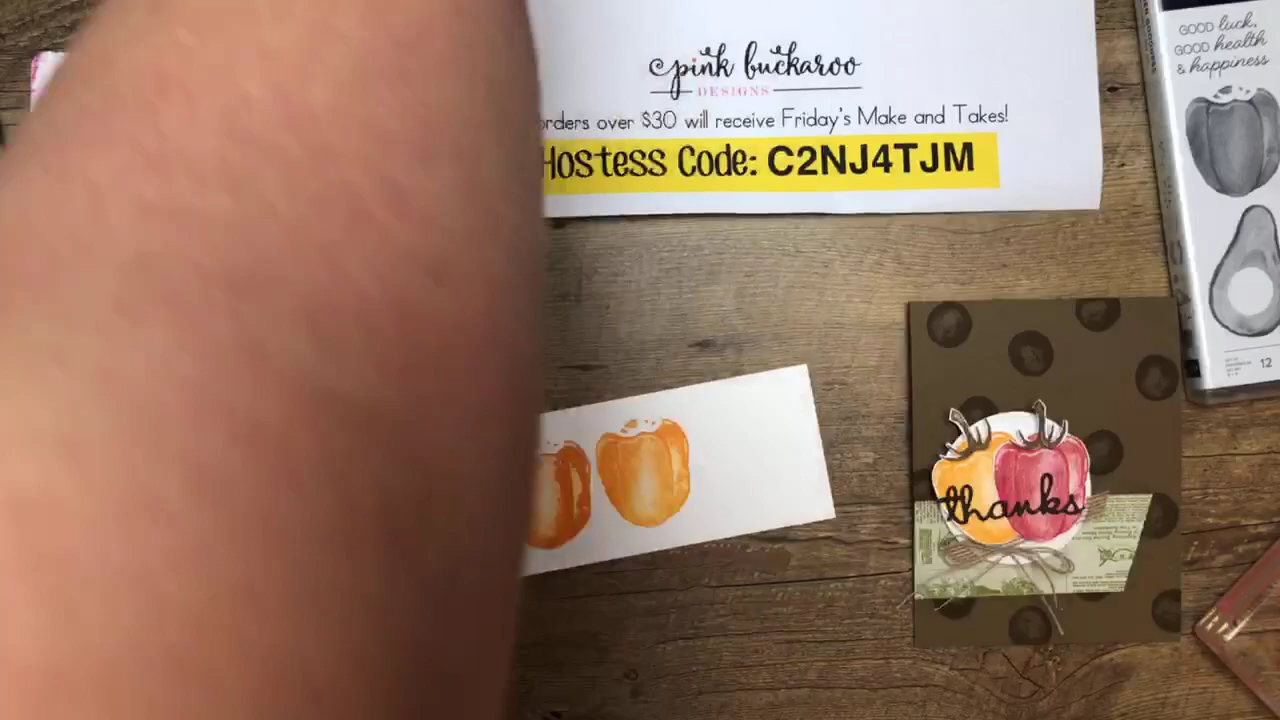 pink buckaroo
DESIGNS
orders over $30 will receive Friday's Make and Takes!
Hostess Code: C2NJ4TJM
GOOD luck,
GOOD health
& happiness
12
thanks